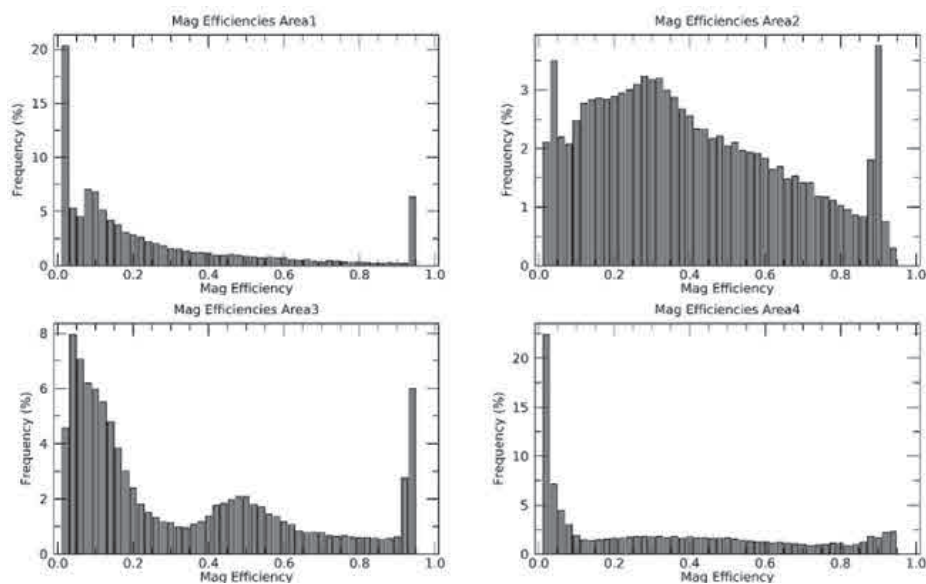 Mag Efficiencies Area1
20
15
10
5
0
Frequency (%)
0.0 0.2 0.4 0.6 0.8 1.0
Mag Efficiency
Mag Efficiencies Area2
3
2
1
0
Frequency (%)
0.0 0.2 0.4 0.6 0.8 1.0
Mag Efficiency
Mag Efficiencies Area3
8
6
4
2
0
Frequency (%)
0.0 0.2 0.4 0.6 0.8 1.0
Mag Efficiency
Mag Efficiencies Area4
20
15
10
5
0
Frequency (%)
0.0 0.2 0.4 0.6 0.8 1.0
Mag Efficiency